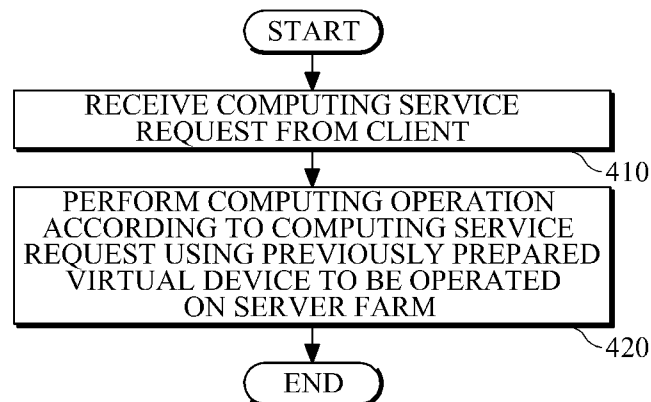 START
RECEIVE COMPUTING SERVICE
REQUEST FROM CLIENT
410
PERFORM COMPUTING OPERATION
ACCORDING TO COMPUTING SERVICE
REQUEST USING PREVIOUSLY PREPARED
VIRTUAL DEVICE TO BE OPERATED
ON SERVER FARM
420
END